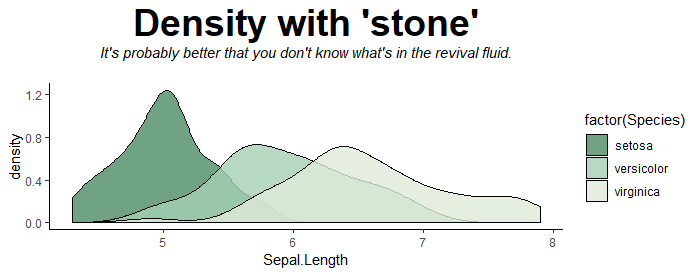 Density with 'stone'
It's probably better that you don't know what's in the revival fluid.
1.2
0.8
0.4
0.0
density
5
6
7
8
Sepal.Length
factor(Species)
setosa
versicolor
virginica